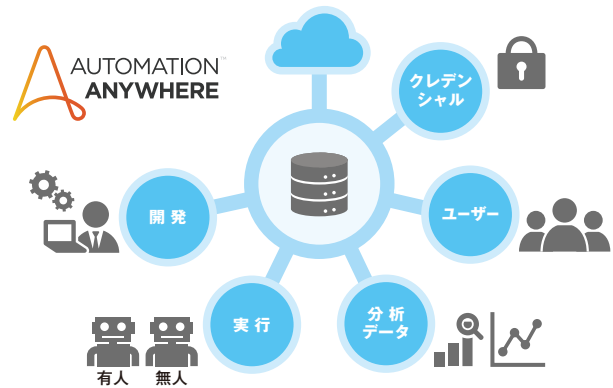 AUTOMATION
ANYWHERE
クレデン
シャル
開発
ユーザー
実行
分析
データ
有人
無人